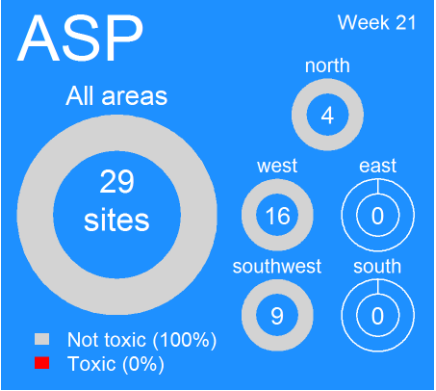 ASP
Week 21
All areas
29
sites
north
4
west
16
east
0
southwest
9
south
0
Not toxic (100%)
Toxic (0%)